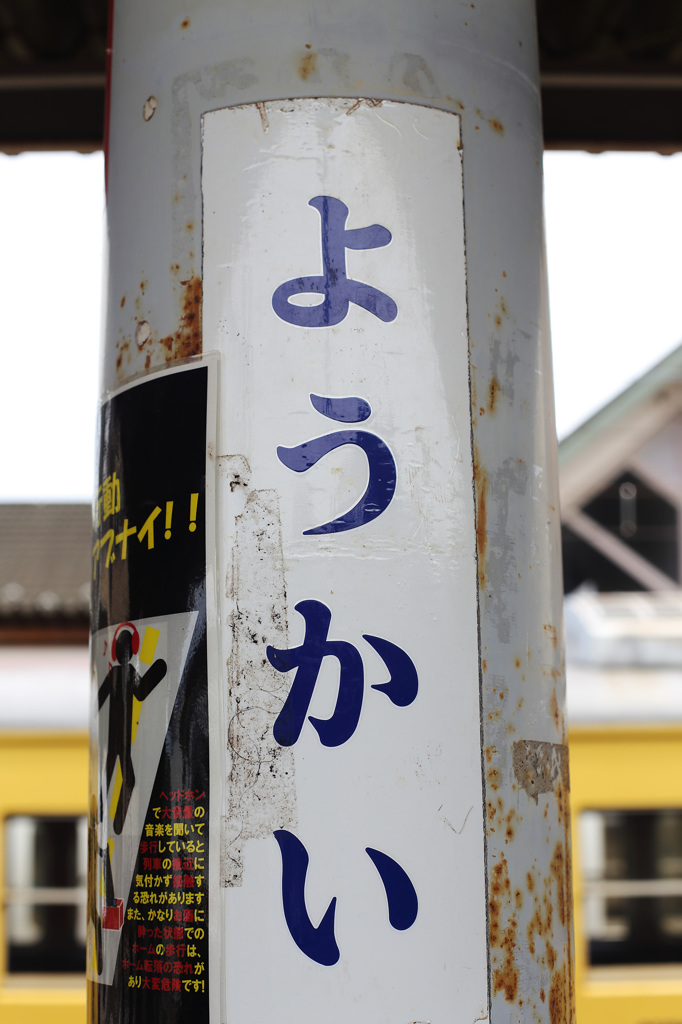 ようかい
動
ブナイ!!
ヘッドホン
で大音量の
音楽を聞いて
歩行していると
列車の接近に
気付かず接触す
る恐れがあります
また、かなりお酒に
酔った状態での
ホームの歩行は、
ホーム転落の恐れが
あり大変危険です!